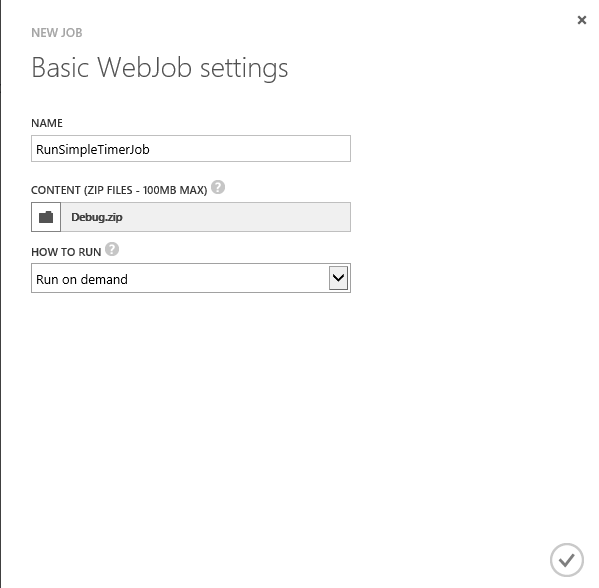 NEW JOB
Basic WebJob settings
NAME
RunSimpleTimerJob
CONTENT (ZIP FILES - 100MB MAX) ?
Debug.zip
HOW TO RUN ?
Run on demand